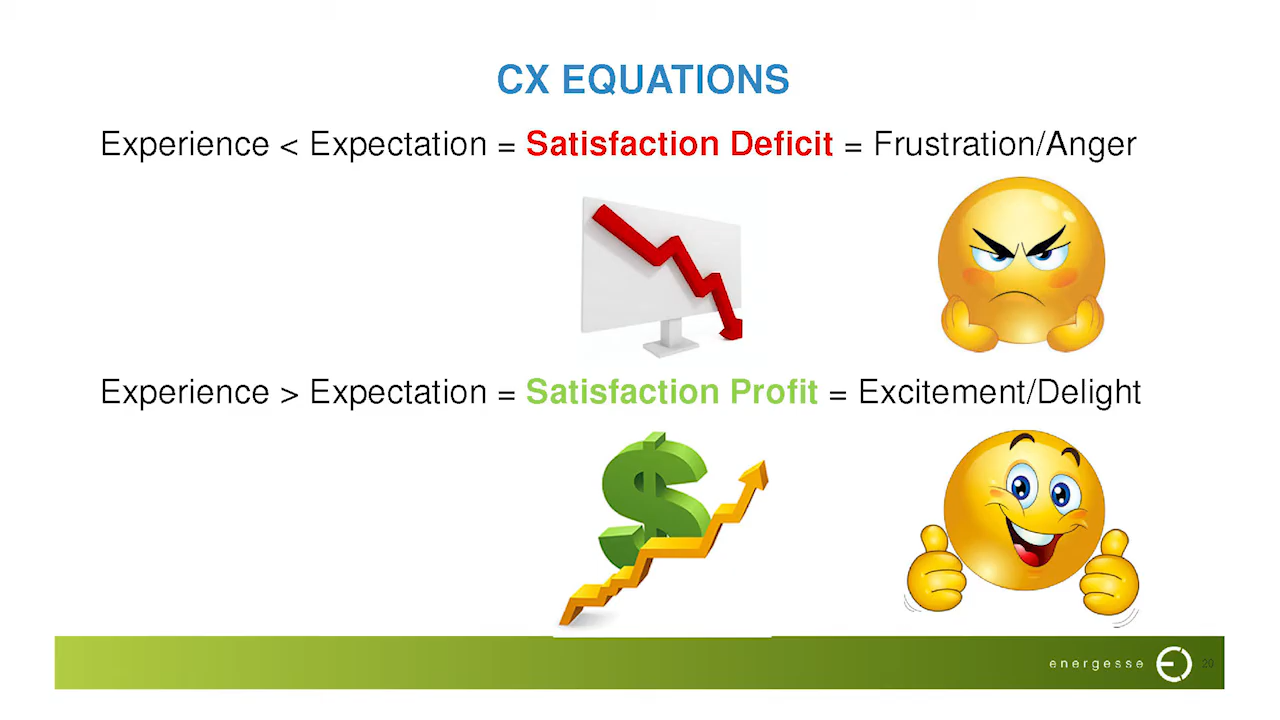 CX EQUATIONS
Experience < Expectation = Satisfaction Deficit = Frustration/Anger
Experience > Expectation = Satisfaction Profit = Excitement/Delight
energesse
20